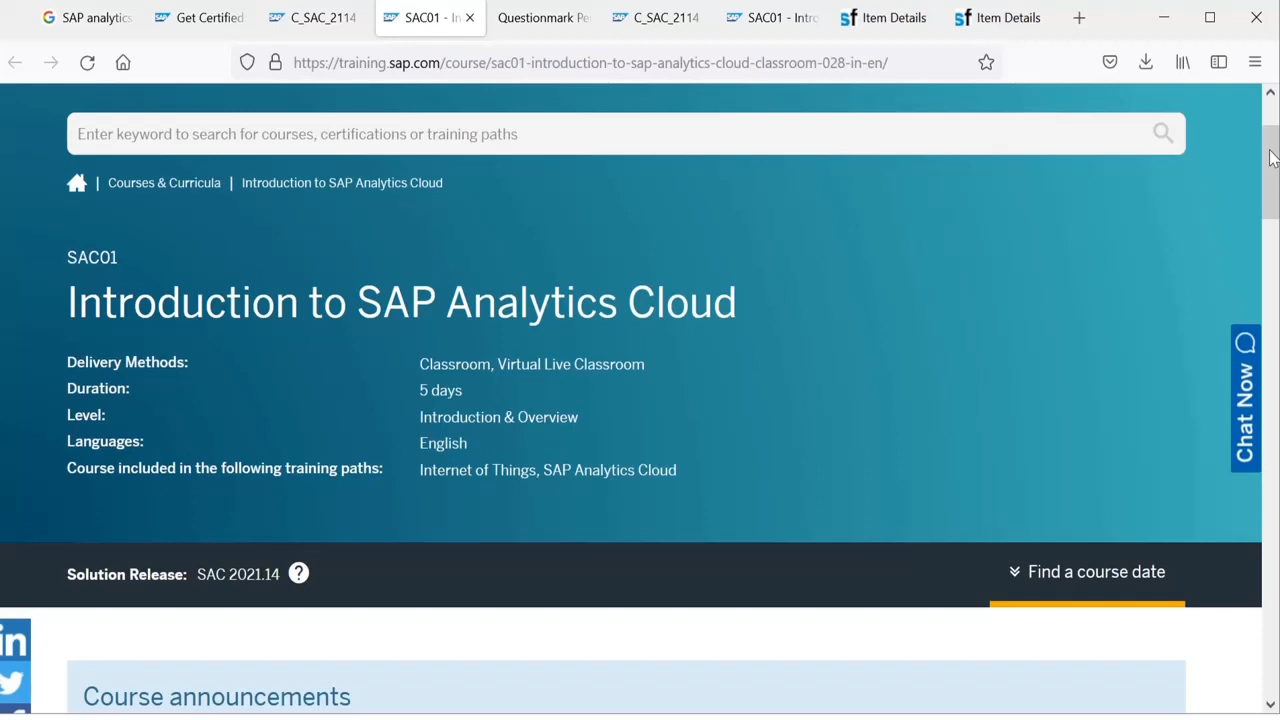 SAP analytics
Get Certified
C_SAC_2114
SAC01 - In
Questionmark Pe
C_SAC_2114
SAC01 - Intro
Item Details
Item Details
https://training.sap.com/course/sac01-introduction-to-sap-analytics-cloud-classroom-028-in-en/
Enter keyword to search for courses, certifications or training paths
Courses & Curricula | Introduction to SAP Analytics Cloud
SAC01
Introduction to SAP Analytics Cloud
Delivery Methods: Classroom, Virtual Live Classroom
Duration: 5 days
Level: Introduction & Overview
Languages: English
Course included in the following training paths: Internet of Things, SAP Analytics Cloud
Chat Now
Solution Release: SAC 2021.14 ?
Find a course date
in
Course announcements